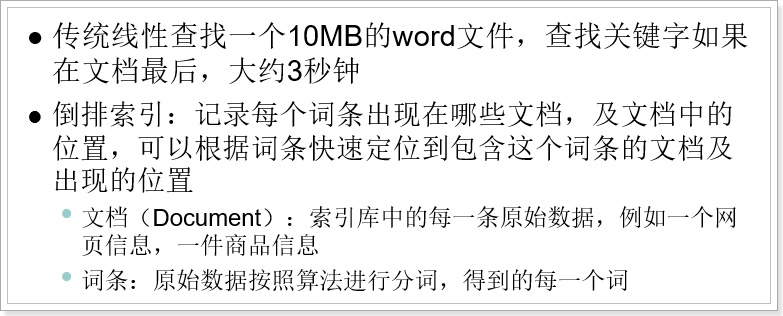 ● 传统线性查找一个10MB的word文件，查找关键字如果
在文档最后，大约3秒钟
● 倒排索引：记录每个词条出现在哪些文档，及文档中的
位置，可以根据词条快速定位到包含这个词条的文档及
出现的位置
● 文档（Document）：索引库中的每一条原始数据，例如一个网
页信息，一件商品信息
● 词条：原始数据按照算法进行分词，得到的每一个词